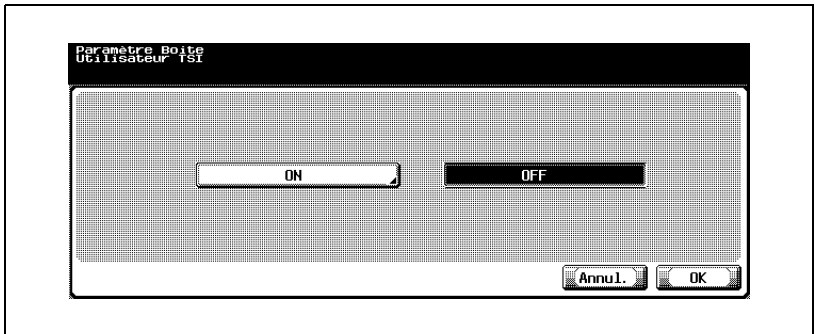 Paramètre Boite
Utilisateur TSI
ON OFF
Annul. OK